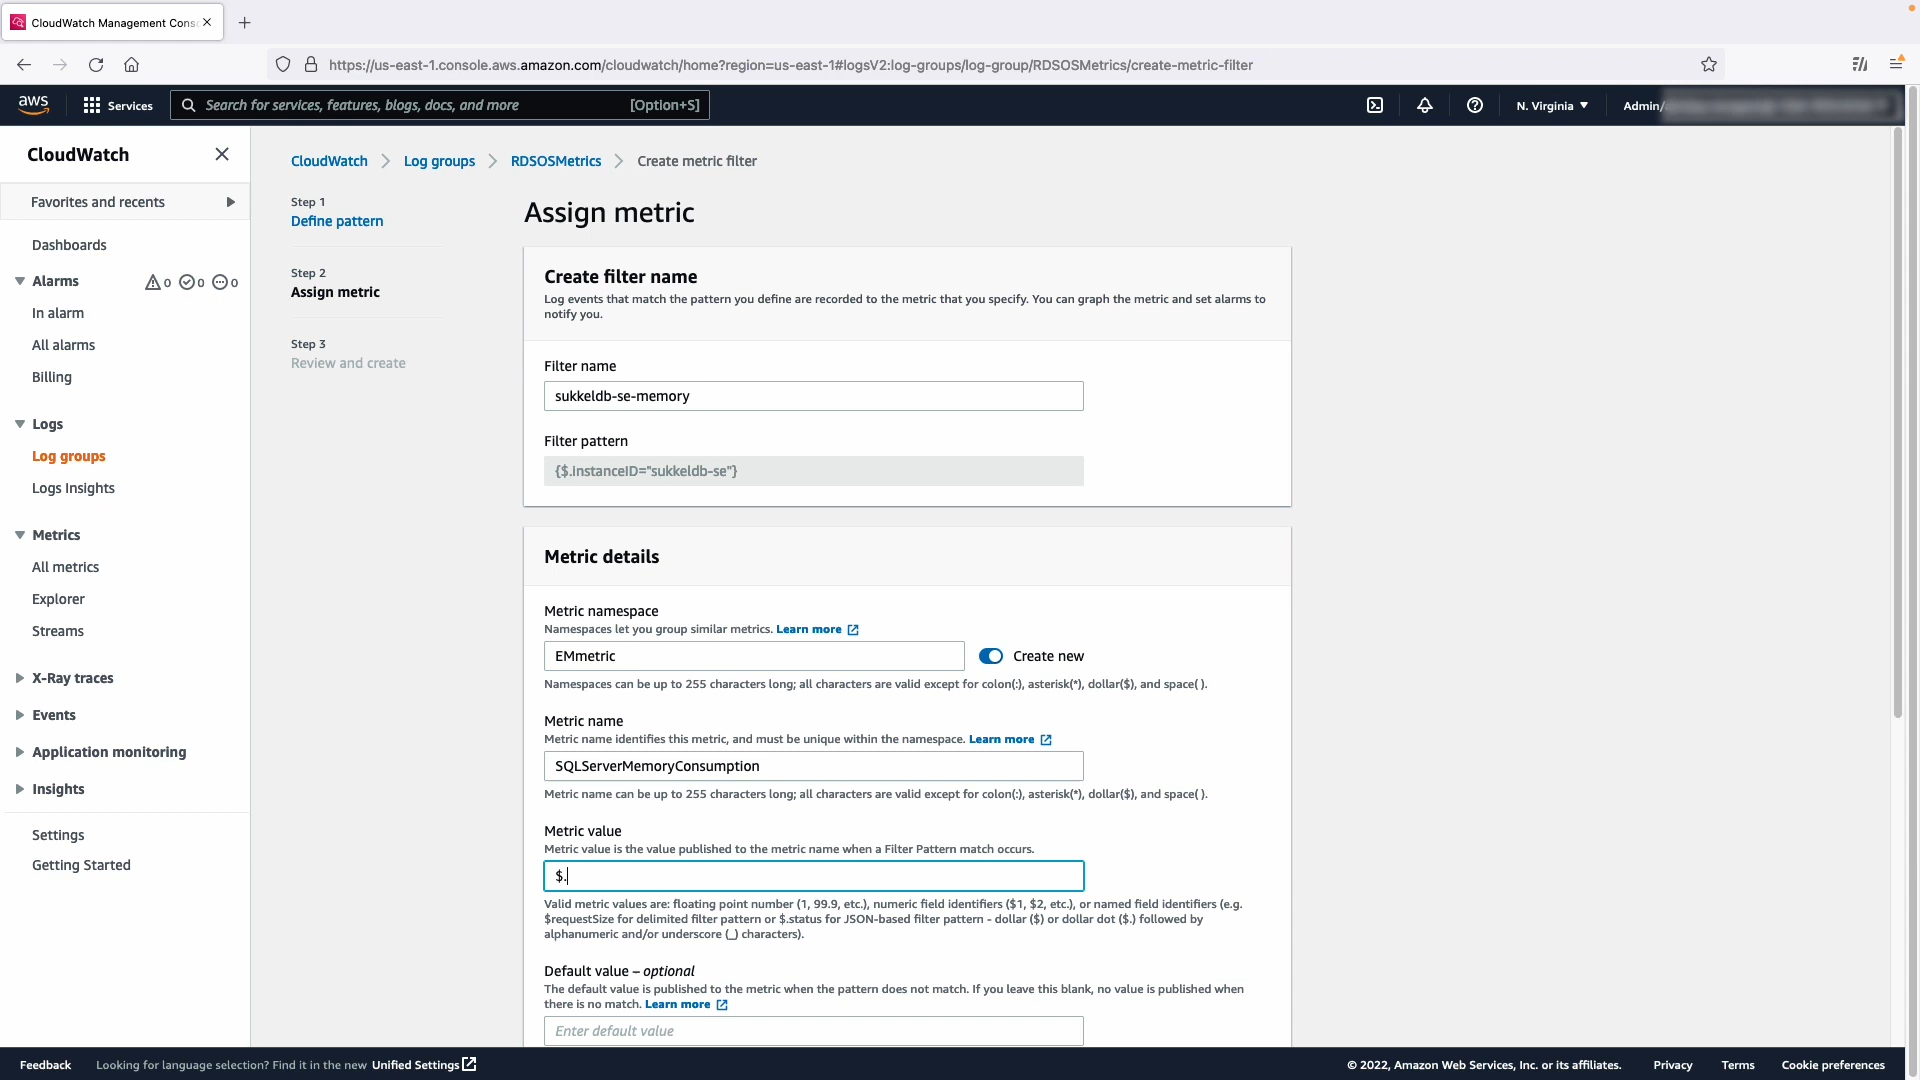 CloudWatch Management Cons
https://us-east-1.console.aws.amazon.com/cloudwatch/home?region=us-east-1#logsV2:log-groups/log-group/RDSOSMetrics/create-metric-filter
aws
Services
Search for services, features, blogs, docs, and more
[Option+S]
N. Virginia
Admin/
CloudWatch
Favorites and recents
Dashboards
Alarms
0
0
0
In alarm
All alarms
Billing
Logs
Log groups
Logs Insights
Metrics
All metrics
Explorer
Streams
X-Ray traces
Events
Application monitoring
Insights
Settings
Getting Started
CloudWatch
Log groups
RDSOSMetrics
Create metric filter
Step 1
Define pattern
Step 2
Assign metric
Step 3
Review and create
Assign metric
Create filter name
Log events that match the pattern you define are recorded to the metric that you specify. You can graph the metric and set alarms to
notify you.
Filter name
sukkeldb-se-memory
Filter pattern
{$.instanceID="sukkeldb-se"}
Metric details
Metric namespace
Namespaces let you group similar metrics. Learn more
EMmetric
Create new
Namespaces can be up to 255 characters long; all characters are valid except for colon(:), asterisk(*), dollar($), and space( ).
Metric name
Metric name identifies this metric, and must be unique within the namespace. Learn more
SQLServerMemoryConsumption
Metric name can be up to 255 characters long; all characters are valid except for colon(:), asterisk(*), dollar($), and space( ).
Metric value
Metric value is the value published to the metric name when a Filter Pattern match occurs.
$.
Valid metric values are: floating point number (1, 99.9, etc.), numeric field identifiers ($1, $2, etc.), or named field identifiers (e.g.
$requestSize for delimited filter pattern or $.status for JSON-based filter pattern - dollar ($) or dollar dot ($.) followed by
alphanumeric and/or underscore (_) characters).
Default value – optional
The default value is published to the metric when the pattern does not match. If you leave this blank, no value is published when
there is no match. Learn more
Enter default value
Feedback
Looking for language selection? Find it in the new Unified Settings
© 2022, Amazon Web Services, Inc. or its affiliates.
Privacy
Terms
Cookie preferences